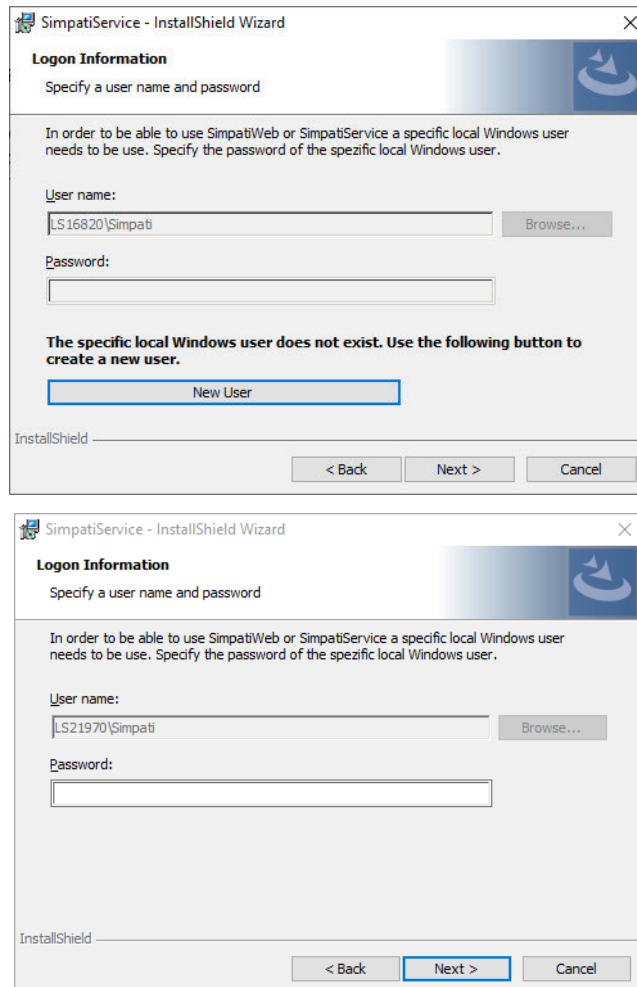 SimpatiService - InstallShield Wizard
Logon Information
Specify a user name and password
In order to be able to use SimpatiWeb or SimpatiService a specific local Windows user
needs to be use. Specify the password of the spezific local Windows user.
User name:
LS16820\Simpati
Browse...
Password:
The specific local Windows user does not exist. Use the following button to
create a new user.
New User
InstallShield
< Back
Next >
Cancel
SimpatiService - InstallShield Wizard
Logon Information
Specify a user name and password
In order to be able to use SimpatiWeb or SimpatiService a specific local Windows user
needs to be use. Specify the password of the spezific local Windows user.
User name:
LS21970\Simpati
Browse...
Password:
InstallShield
< Back
Next >
Cancel